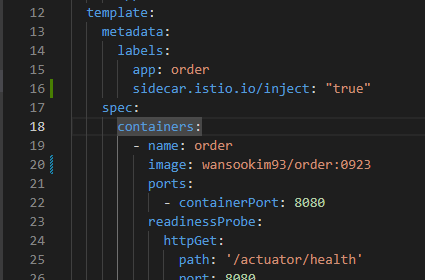 12 template:
13 metadata:
14 labels:
15 app: order
16 sidecar.istio.io/inject: "true"
17 spec:
18 containers:
19 - name: order
20 image: wansookim93/order:0923
21 ports:
22 - containerPort: 8080
23 readinessProbe:
24 httpGet:
25 path: '/actuator/health'
26 port: 8080